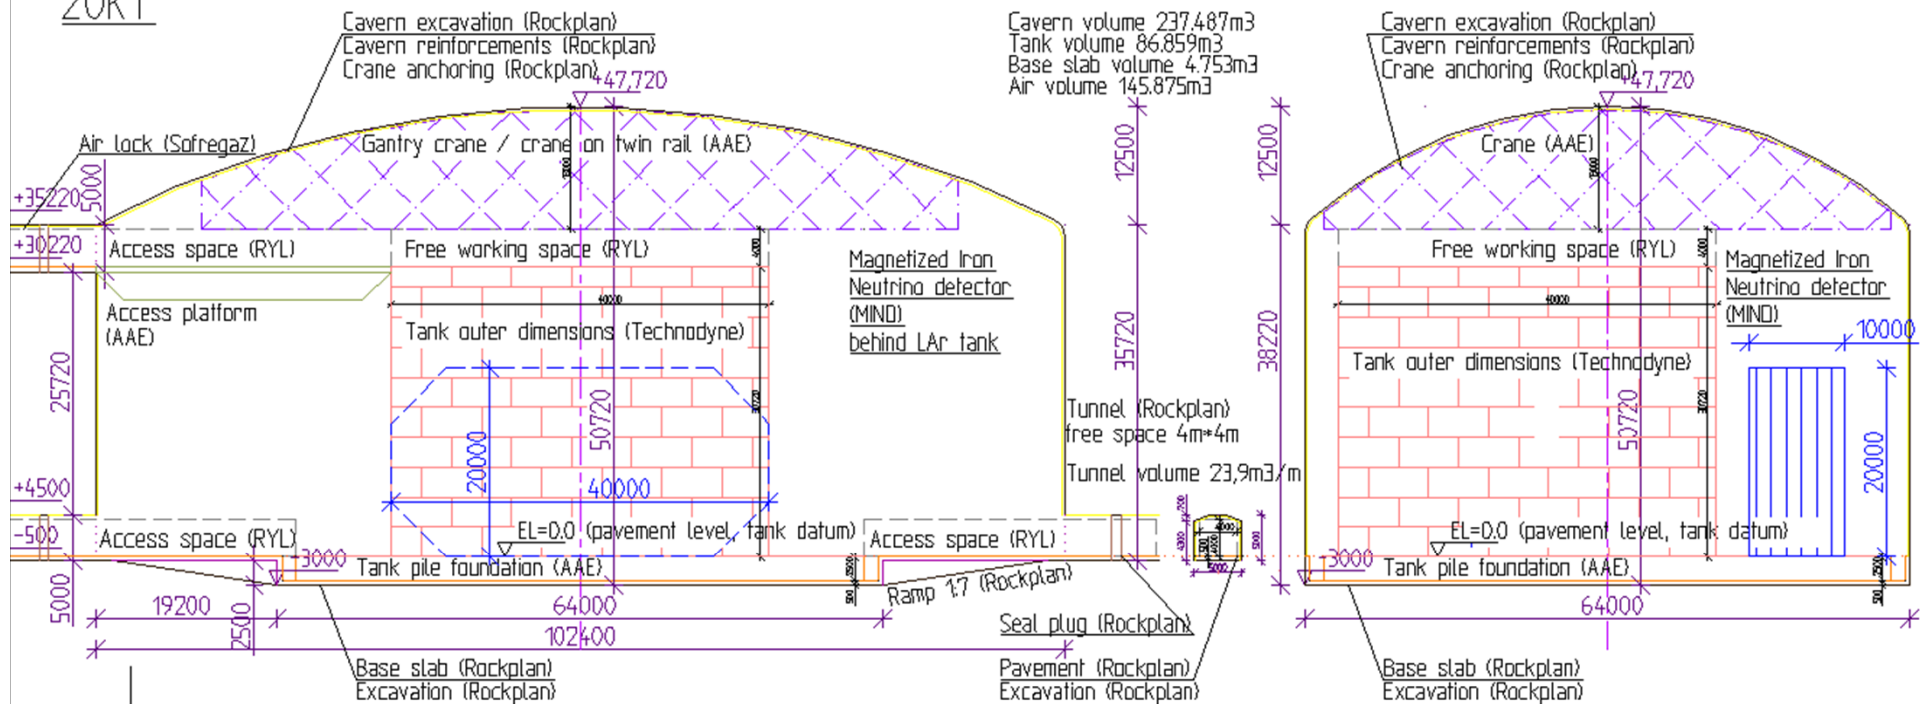 20KT
Cavern excavation (Rockplan)
Cavern reinforcements (Rockplan)
Crane anchoring (Rockplan)
+47,720
Cavern volume 237.487m3
Tank volume 86.859m3
Base slab volume 4.753m3
Air volume 145.875m3
Cavern excavation (Rockplan)
Cavern reinforcements (Rockplan)
Crane anchoring (Rockplan)
+47,720
Air lock (Sofregaz)
Gantry crane / crane on twin rail (AAE)
12500
12500
Crane (AAE)
+35220
5000
+30220
Access space (RYL)
Free working space (RYL)
Magnetized Iron
Neutrino detector
(MIND)
behind LAr tank
Free working space (RYL)
Magnetized Iron
Neutrino detector
(MIND)
Access platform
(AAE)
40000
Tank outer dimensions (Technodyne)
40000
10000
Tank outer dimensions (Technodyne)
25720
35720
38220
30720
30720
50720
50720
Tunnel (Rockplan)
free space 4m*4m
Tunnel volume 23,9m3/m
20000
40000
20000
+4500
-500
Access space (RYL)
EL=0.0 (pavement level, tank datum)
Access space (RYL)
EL=0.0 (pavement level, tank datum)
-3000
Tank pile foundation (AAE)
-3000
Tank pile foundation (AAE)
Ramp 1:7 (Rockplan)
5000
19200
2500
64000
102400
64000
Seal plug (Rockplan)
Base slab (Rockplan)
Excavation (Rockplan)
Pavement (Rockplan)
Excavation (Rockplan)
Base slab (Rockplan)
Excavation (Rockplan)